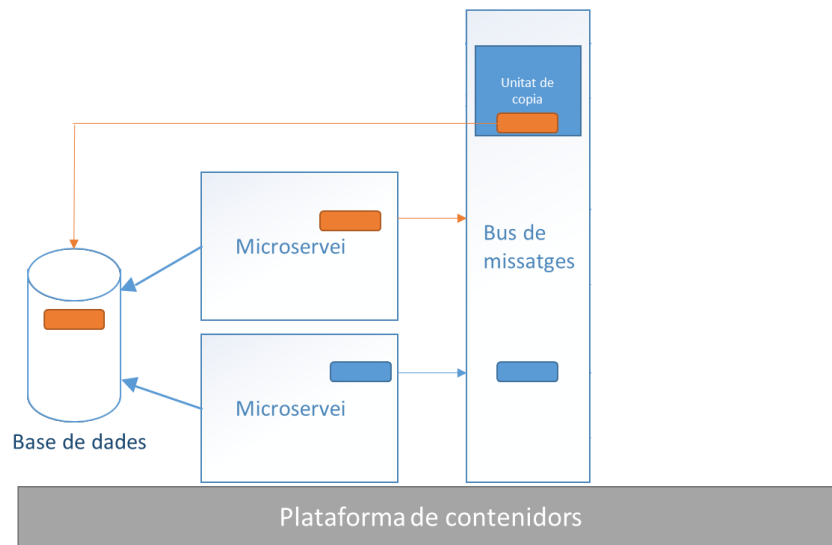 Unitat de
copia
Microservei
Bus de
missatges
Microservei
Base de dades
Plataforma de contenidors